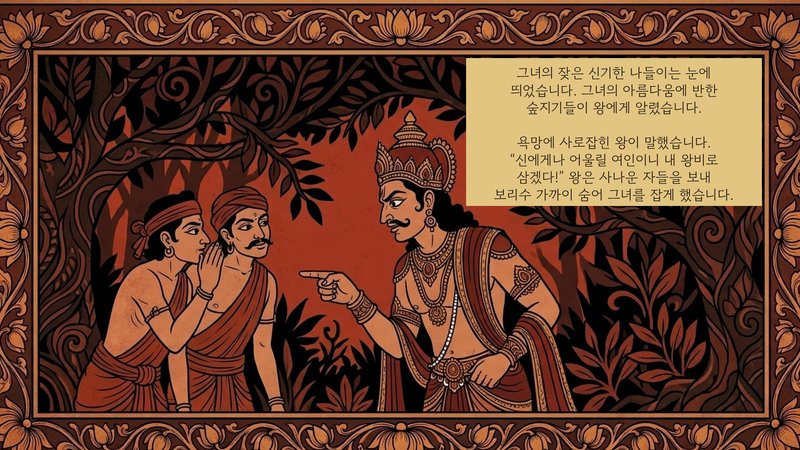 그녀의 잦은 신기한 나들이는 눈에
띄었습니다. 그녀의 아름다움에 반한
숲지기들이 왕에게 알렸습니다.
욕망에 사로잡힌 왕이 말했습니다.
“신에게나 어울릴 여인이니 내 왕비로
삼겠다!” 왕은 사나운 자들을 보내
보리수 가까이 숨어 그녀를 잡게 했습니다.